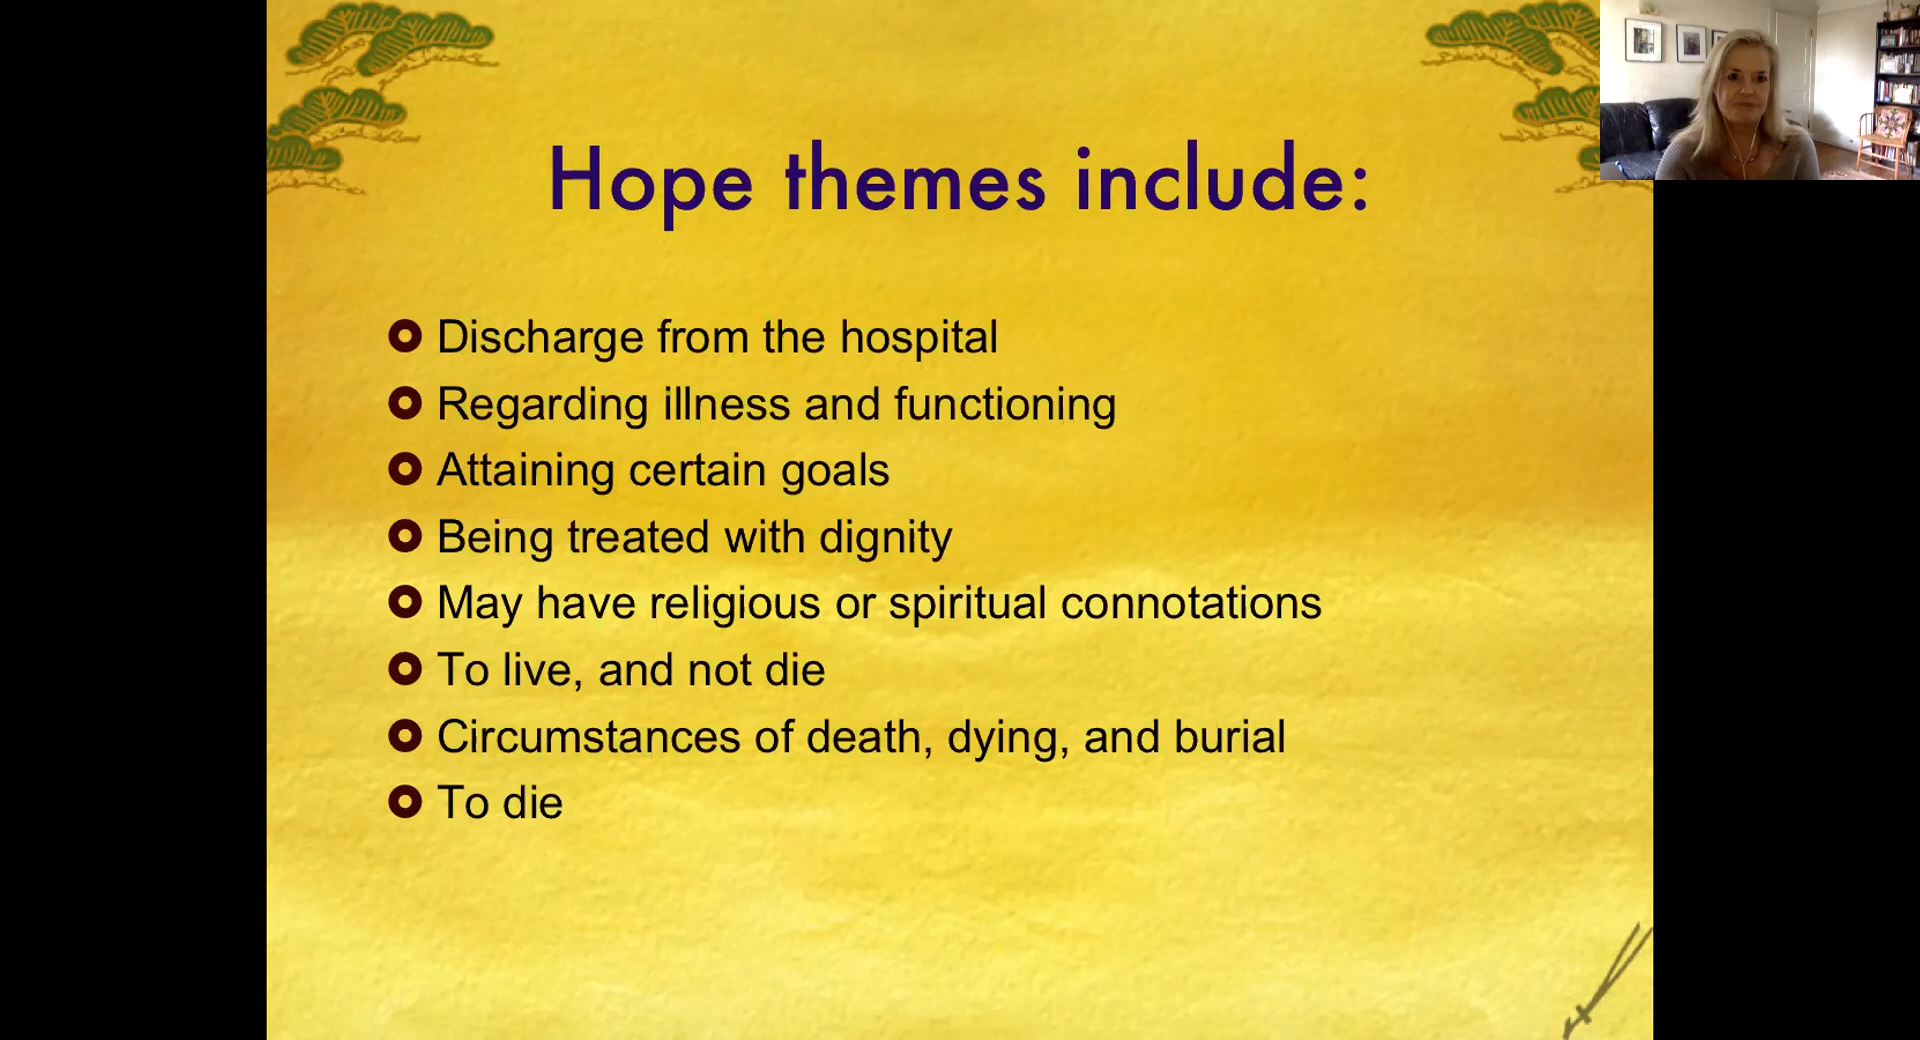 Hope themes include:
Discharge from the hospital
Regarding illness and functioning
Attaining certain goals
Being treated with dignity
May have religious or spiritual connotations
To live, and not die
Circumstances of death, dying, and burial
To die